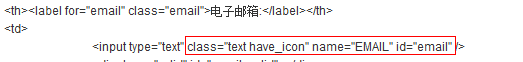 <th><label for="email" class="email">电子邮箱:</label></th>
<td>
<input type="text" class="text have_icon" name="EMAIL" id="email" />